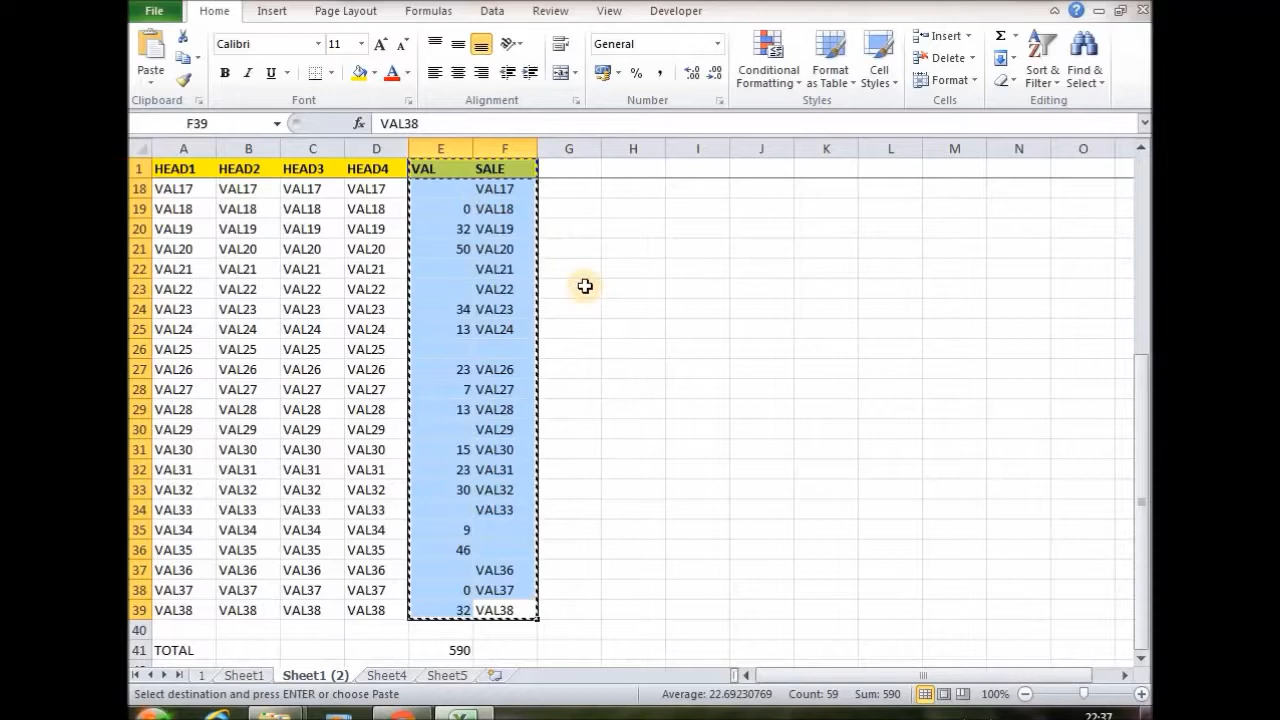 File Home Insert Page Layout Formulas Data Review View Developer
Calibri 11 General Insert Σ
Delete
Paste B I U % , Conditional Formatting Format as Table Cell Styles Format Sort & Filter Find & Select
Clipboard Font Alignment Number Styles Cells Editing
F39 fx VAL38
A B C D E F G H I J K L M N O
1 HEAD1 HEAD2 HEAD3 HEAD4 VAL SALE
18 VAL17 VAL17 VAL17 VAL17 VAL17
19 VAL18 VAL18 VAL18 VAL18 0 VAL18
20 VAL19 VAL19 VAL19 VAL19 32 VAL19
21 VAL20 VAL20 VAL20 VAL20 50 VAL20
22 VAL21 VAL21 VAL21 VAL21 VAL21
23 VAL22 VAL22 VAL22 VAL22 VAL22
24 VAL23 VAL23 VAL23 VAL23 34 VAL23
25 VAL24 VAL24 VAL24 VAL24 13 VAL24
26 VAL25 VAL25 VAL25 VAL25
27 VAL26 VAL26 VAL26 VAL26 23 VAL26
28 VAL27 VAL27 VAL27 VAL27 7 VAL27
29 VAL28 VAL28 VAL28 VAL28 13 VAL28
30 VAL29 VAL29 VAL29 VAL29 VAL29
31 VAL30 VAL30 VAL30 VAL30 15 VAL30
32 VAL31 VAL31 VAL31 VAL31 23 VAL31
33 VAL32 VAL32 VAL32 VAL32 30 VAL32
34 VAL33 VAL33 VAL33 VAL33 VAL33
35 VAL34 VAL34 VAL34 VAL34 9
36 VAL35 VAL35 VAL35 VAL35 46
37 VAL36 VAL36 VAL36 VAL36 VAL36
38 VAL37 VAL37 VAL37 VAL37 0 VAL37
39 VAL38 VAL38 VAL38 VAL38 32 VAL38
40
41 TOTAL 590
1 Sheet1 Sheet1 (2) Sheet4 Sheet5
Select destination and press ENTER or choose Paste Average: 22.69230769 Count: 59 Sum: 590 100%
22:37